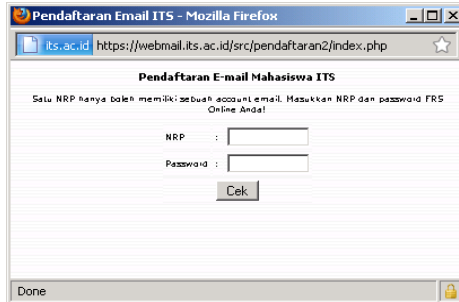 Pendaftaran Email ITS - Mozilla Firefox
its.ac.id https://webmail.its.ac.id/src/pendaftaran2/index.php
Pendaftaran E-mail Mahasiswa ITS
Satu NRP hanya boleh memiliki sebuah account email. Masukkan NRP dan password FRS
Online Anda!
NRP :
Password :
Cek
Done